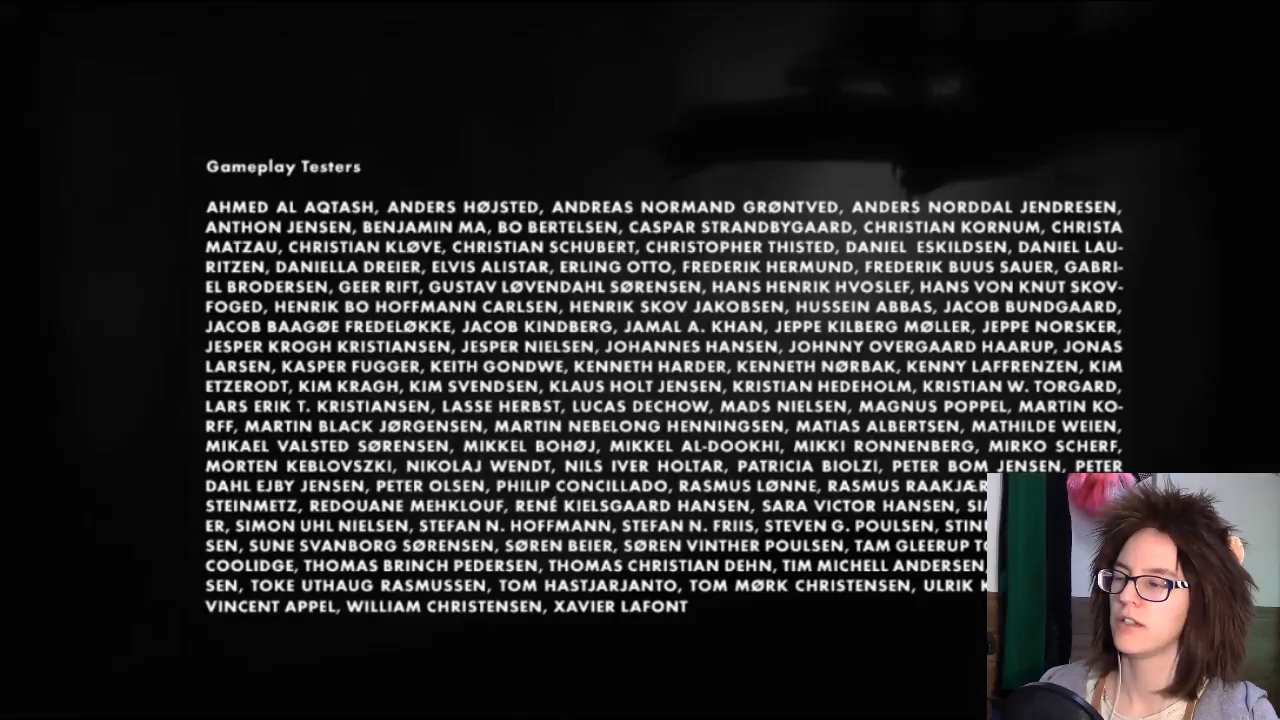 Gameplay Testers
AHMED AL AQTASH, ANDERS HØJSTED, ANDREAS NORMAND GRØNTVED, ANDERS NORDDAL JENDRESEN,
ANTHON JENSEN, BENJAMIN MA, BO BERTELSEN, CASPAR STRANDBYGAARD, CHRISTIAN KORNUM, CHRISTA
MATZAU, CHRISTIAN KLØVE, CHRISTIAN SCHUBERT, CHRISTOPHER THISTED, DANIEL ESKILDSEN, DANIEL LAU-
RITZEN, DANIELLA DREIER, ELVIS ALISTAR, ERLING OTTO, FREDERIK HERMUND, FREDERIK BUUS SAUER, GABRI-
EL BRODERSEN, GEER RIFT, GUSTAV LØVENDAHL SØRENSEN, HANS HENRIK HVOSLEF, HANS VON KNUT SKOV-
FOGED, HENRIK BO HOFFMANN CARLSEN, HENRIK SKOV JAKOBSEN, HUSSEIN ABBAS, JACOB BUNDGAARD,
JACOB BAAGØE FREDELØKKE, JACOB KINDBERG, JAMAL A. KHAN, JEPPE KILBERG MØLLER, JEPPE NORSKER,
JESPER KROGH KRISTIANSEN, JESPER NIELSEN, JOHANNES HANSEN, JOHNNY OVERGAARD HAARUP, JONAS
LARSEN, KASPER FUGGER, KEITH GONDWE, KENNETH HARDER, KENNETH NØRBAK, KENNY LAFFRENZEN, KIM
ETZERODT, KIM KRAGH, KIM SVENDSEN, KLAUS HOLT JENSEN, KRISTIAN HEDEHOLM, KRISTIAN W. TORGARD,
LARS ERIK T. KRISTIANSEN, LASSE HERBST, LUCAS DECHOW, MADS NIELSEN, MAGNUS POPPEL, MARTIN KO-
RFF, MARTIN BLACK JØRGENSEN, MARTIN NEBELONG HENNINGSEN, MATIAS ALBERTSEN, MATHILDE WEIEN,
MIKAEL VALSTED SØRENSEN, MIKKEL BOHØJ, MIKKEL AL-DOOKHI, MIKKI RONNENBERG, MIRKO SCHERF,
MORTEN KEBLOVSZKI, NIKOLAJ WENDT, NILS IVER HOLTAR, PATRICIA BIOLZI, PETER BOM JENSEN, PETER
DAHL EJBY JENSEN, PETER OLSEN, PHILIP CONCILLADO, RASMUS LØNNE, RASMUS
STEINMETZ, REDOUANE MEHKLOUF, RENÉ KIELSGAARD HANSEN, SARA VICTOR HANSEN,
ER, SIMON UHL NIELSEN, STEFAN N. HOFFMANN, STEFAN N. FRIIS, STEVEN G. POULSEN,
SEN, SUNE SVANBORG SØRENSEN, SØREN BEIER, SØREN VINTHER POULSEN, TAM GLEERUP
COOLIDGE, THOMAS BRINCH PEDERSEN, THOMAS CHRISTIAN DEHN, TIM MICHELL ANDERSEN,
SEN, TOKE UTHAUG RASMUSSEN, TOM HASTJARJANTO, TOM MØRK CHRISTENSEN, ULRIK
VINCENT APPEL, WILLIAM CHRISTENSEN, XAVIER LAFONT